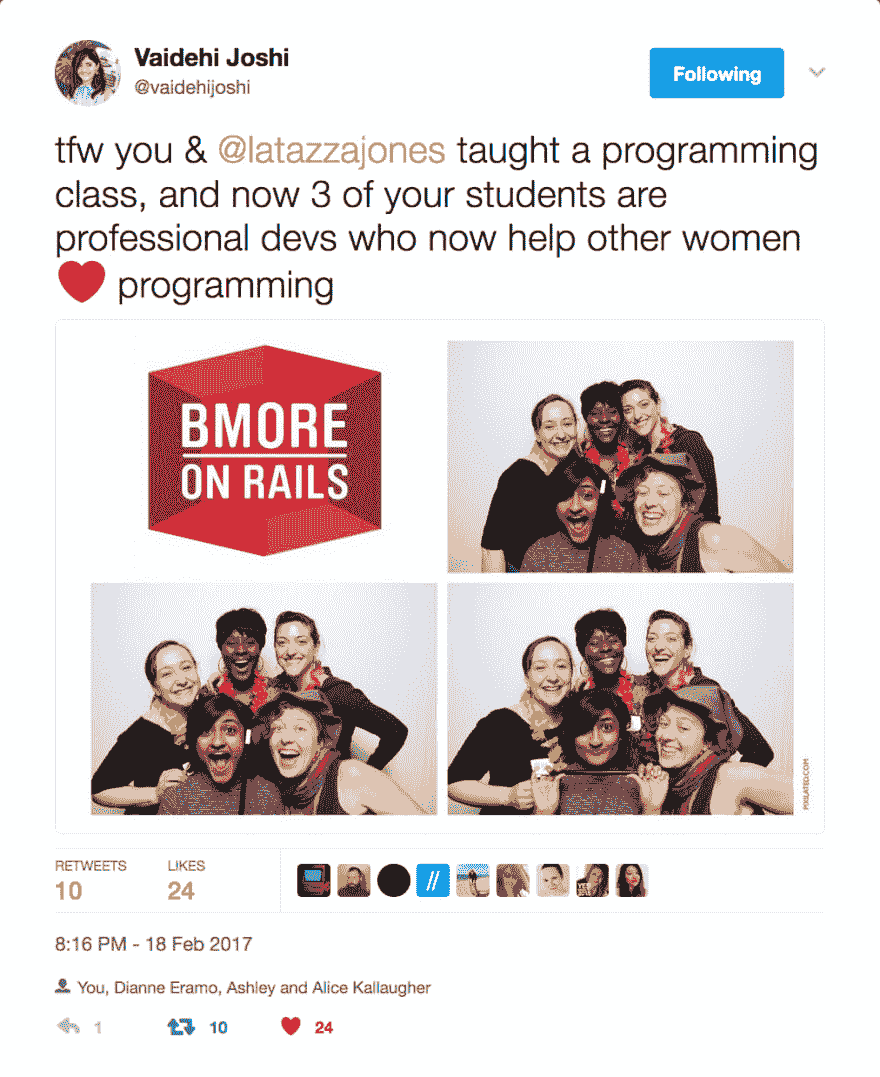 Vaidehi Joshi
@vaidehijoshi
Following
tfw you & @latazzajones taught a programming
class, and now 3 of your students are
professional devs who now help other women
❤ programming
BMORE
ON RAILS
PIXILATED.COM
RETWEETS
10
LIKES
24
//
8:16 PM - 18 Feb 2017
You, Dianne Eramo, Ashley and Alice Kallaugher
1
10
24